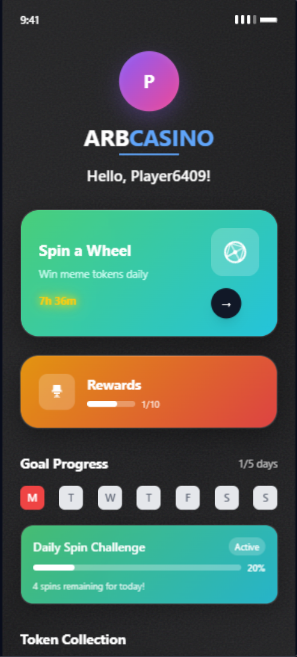 9:41
P
ARBCASINO
Hello, Player6409!
Spin a Wheel
Win meme tokens daily
7h 36m
→
Rewards
1/10
Goal Progress
1/5 days
M T W T F S S
Daily Spin Challenge
Active
20%
4 spins remaining for today!
Token Collection